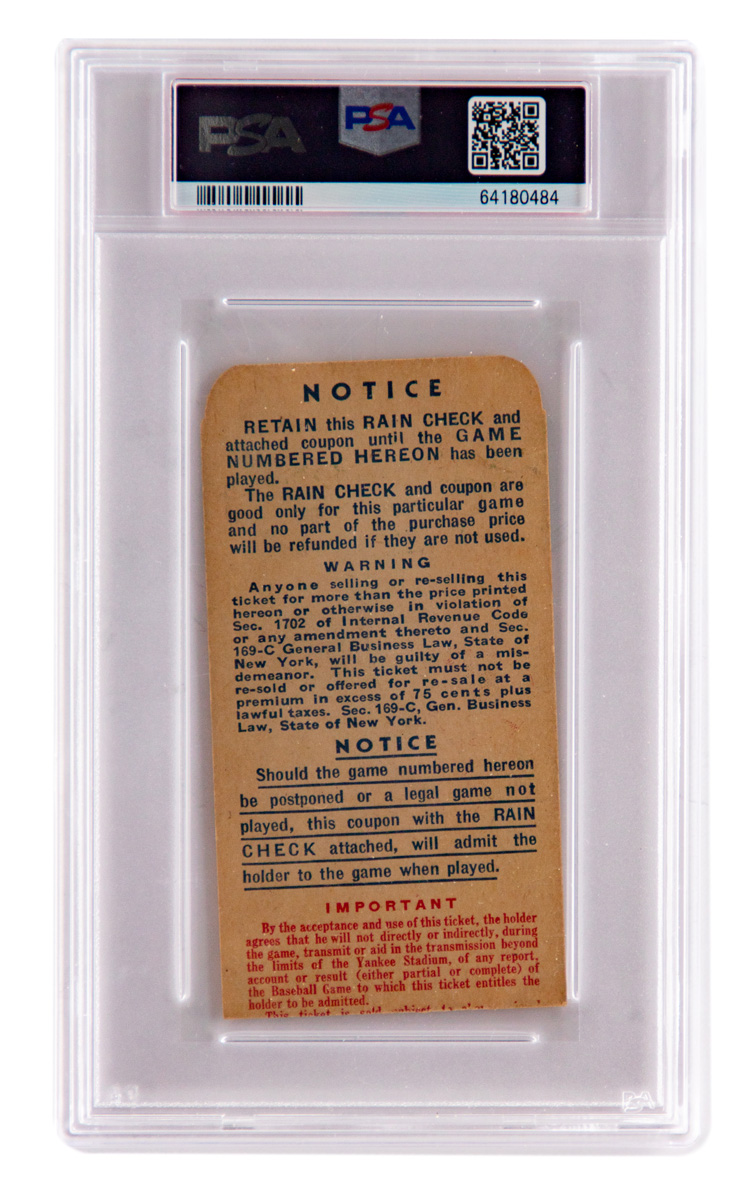 PSA
PSA
64180484
NOTICE
RETAIN this RAIN CHECK and
attached coupon until the GAME
NUMBERED HEREON has been
played.
The RAIN CHECK and coupon are
good only for this particular game
and no part of the purchase price
will be refunded if they are not used.
WARNING
Anyone selling or re-selling this
ticket for more than the price printed
hereon or otherwise in violation of
Sec. 1702 of Internal Revenue Code
or any amendment thereto and Sec.
169-C General Business Law, State of
New York, will be guilty of a mis-
demeanor. This ticket must not be
re-sold or offered for re-sale at a
premium in excess of 75 cents plus
lawful taxes. Sec. 169-C, Gen. Business
Law, State of New York.
NOTICE
Should the game numbered hereon
be postponed or a legal game not
played, this coupon with the RAIN
CHECK attached, will admit the
holder to the game when played.
IMPORTANT
By the acceptance and use of this ticket, the holder
agrees that he will not directly or indirectly, during
the game, transmit or aid in the transmission beyond
the limits of the Yankee Stadium, of any report,
account or result (either partial or complete) of
the Baseball Game to which this ticket entitles the
holder to be admitted.
This ticket is sold subject to
PSA